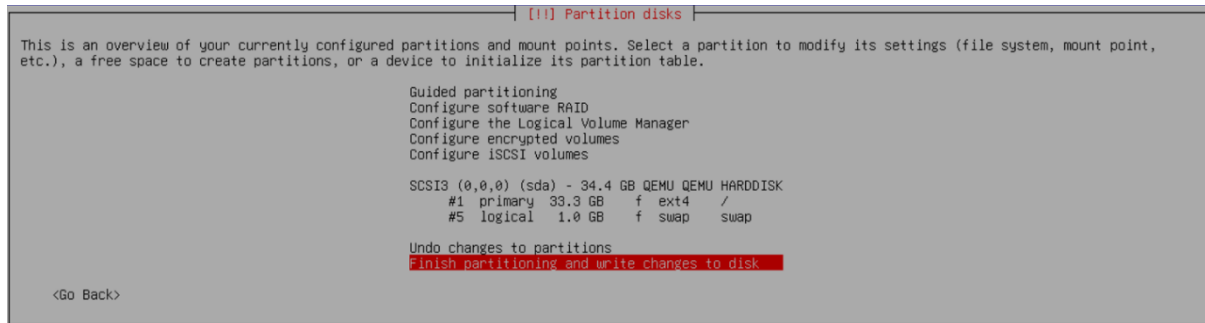 [!!] Partition disks
This is an overview of your currently configured partitions and mount points. Select a partition to modify its settings (file system, mount point,
etc.), a free space to create partitions, or a device to initialize its partition table.
Guided partitioning
Configure software RAID
Configure the Logical Volume Manager
Configure encrypted volumes
Configure iSCSI volumes
SCSI3 (0,0,0) (sda) - 34.4 GB QEMU QEMU HARDDISK
#1 primary 33.3 GB f ext4 /
#5 logical 1.0 GB f swap swap
Undo changes to partitions
Finish partitioning and write changes to disk
<Go Back>